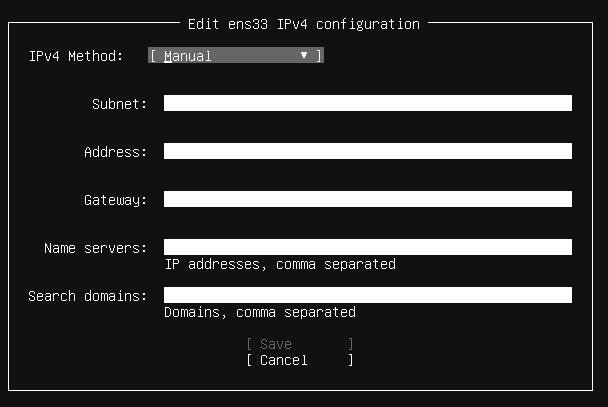 Edit ens33 IPv4 configuration
IPv4 Method: [ Manual ▼ ]
Subnet:
Address:
Gateway:
Name servers:
IP addresses, comma separated
Search domains:
Domains, comma separated
[ Save ]
[ Cancel ]